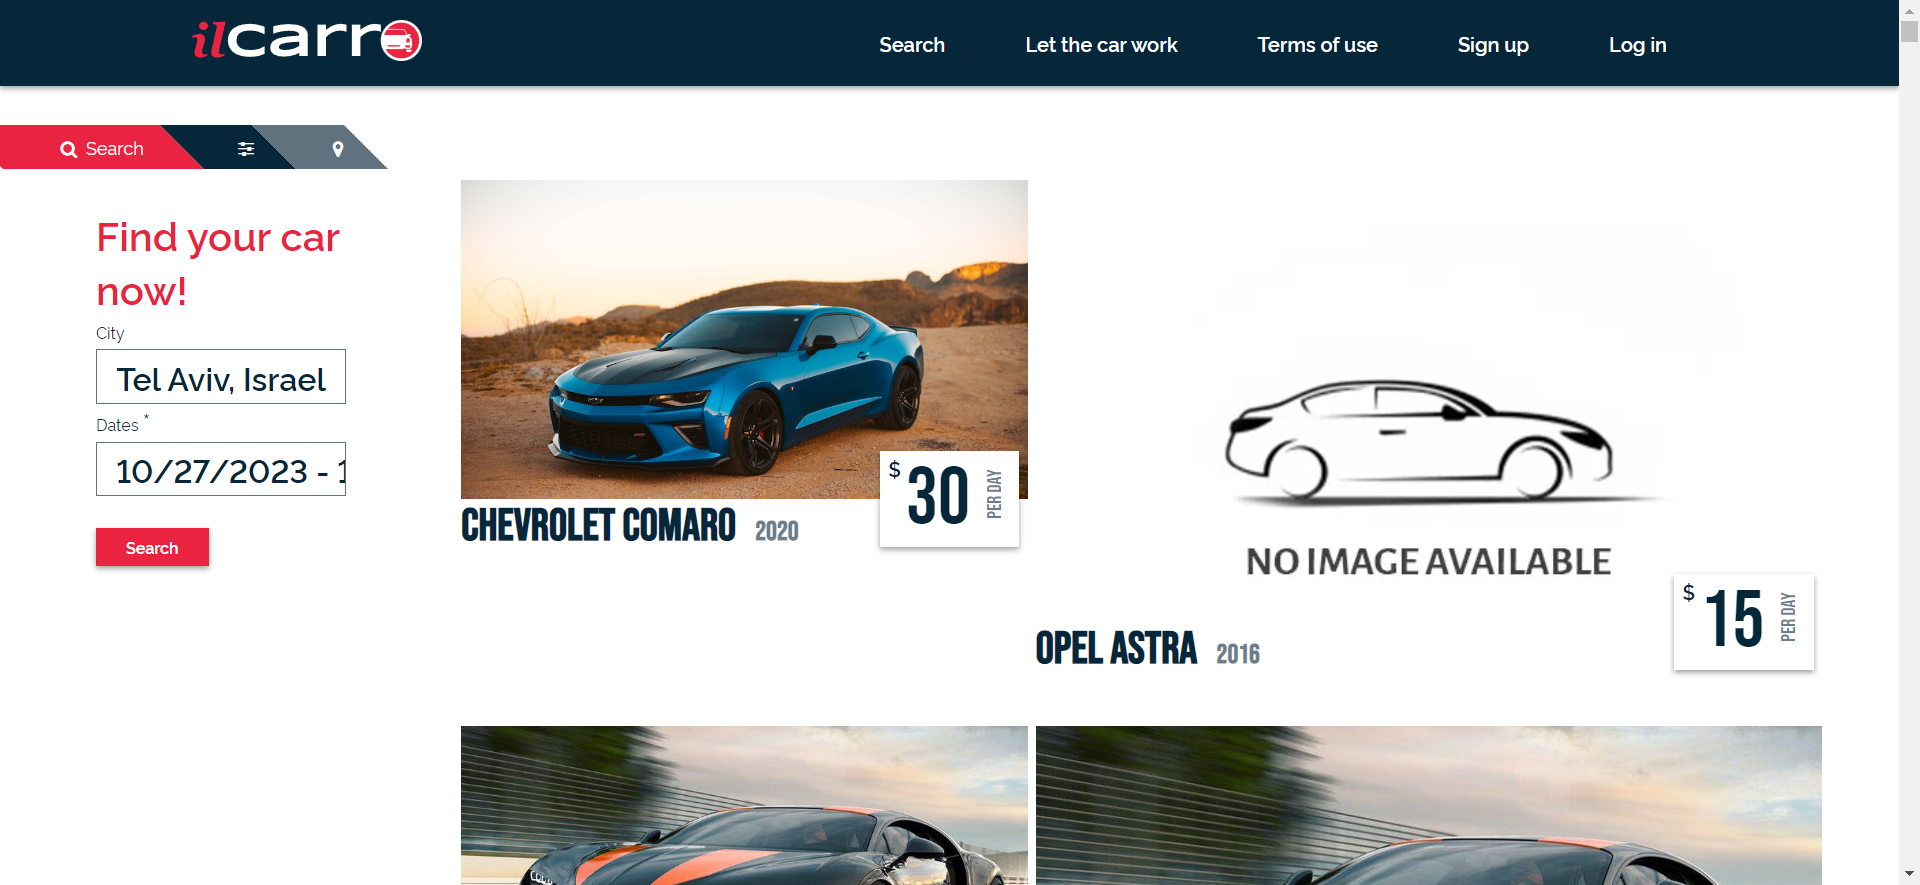 ilcarro
Search
Let the car work
Terms of use
Sign up
Log in
Search
Find your car
now!
City
Tel Aviv, Israel
Dates *
10/27/2023 - 1
Search
$ 30 PER DAY
CHEVROLET COMARO 2020
NO IMAGE AVAILABLE
$ 15 PER DAY
OPEL ASTRA 2016